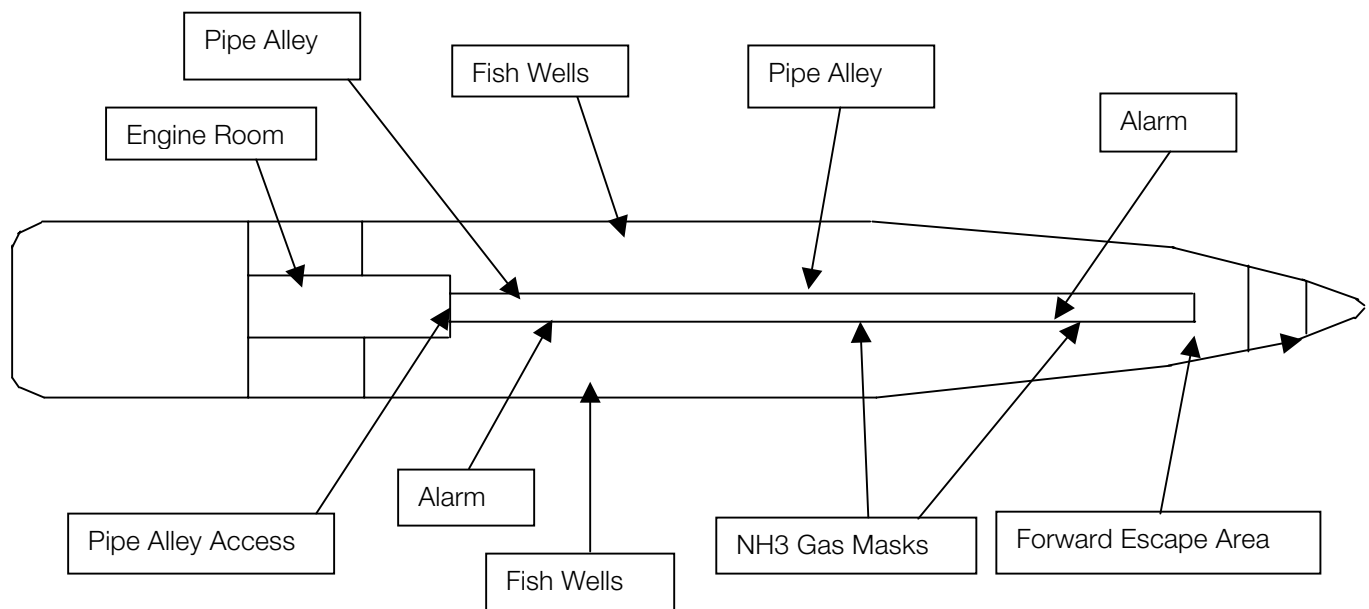 Pipe Alley
Fish Wells
Pipe Alley
Alarm
Engine Room
Pipe Alley Access
Alarm
Fish Wells
NH3 Gas Masks
Forward Escape Area